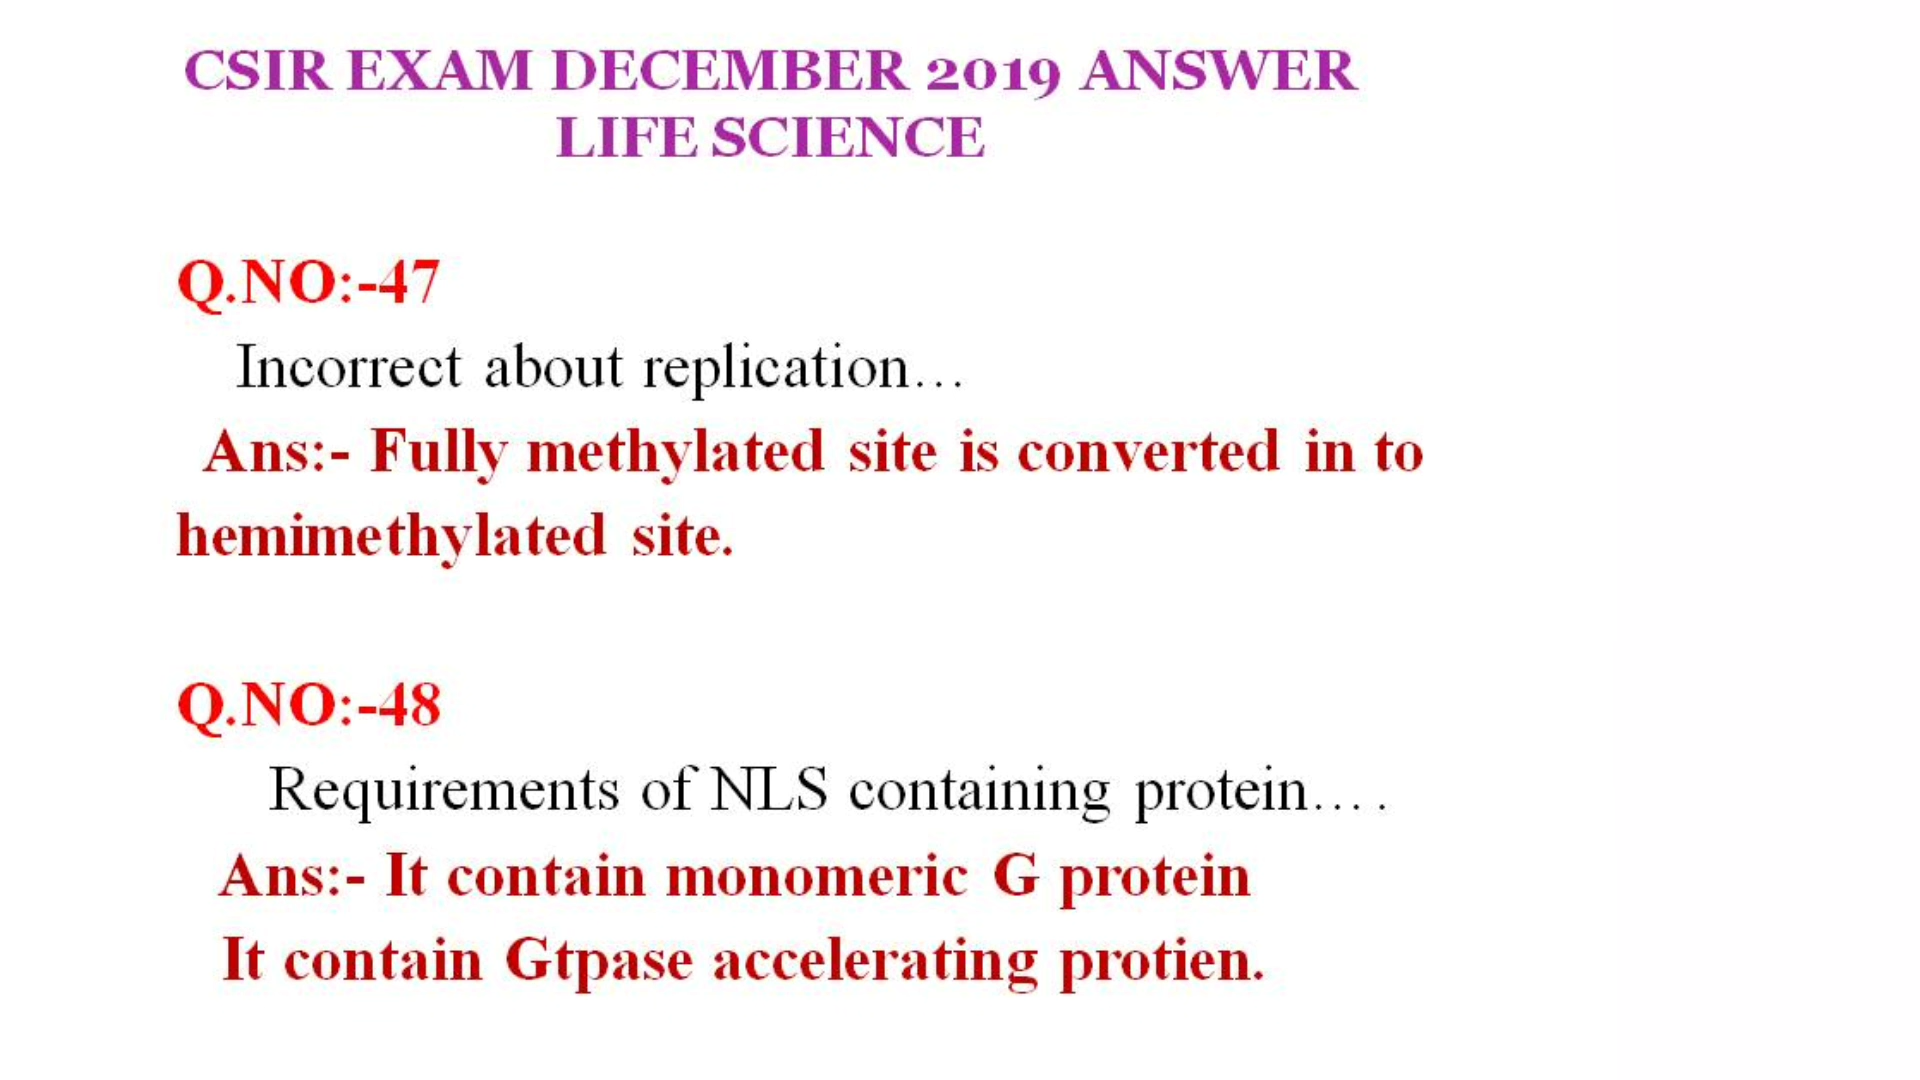 CSIR EXAM DECEMBER 2019 ANSWER
LIFE SCIENCE
Q.NO:-47
Incorrect about replication…
Ans:- Fully methylated site is converted in to
hemimethylated site.
Q.NO:-48
Requirements of NLS containing protein….
Ans:- It contain monomeric G protein
It contain Gtpase accelerating protien.